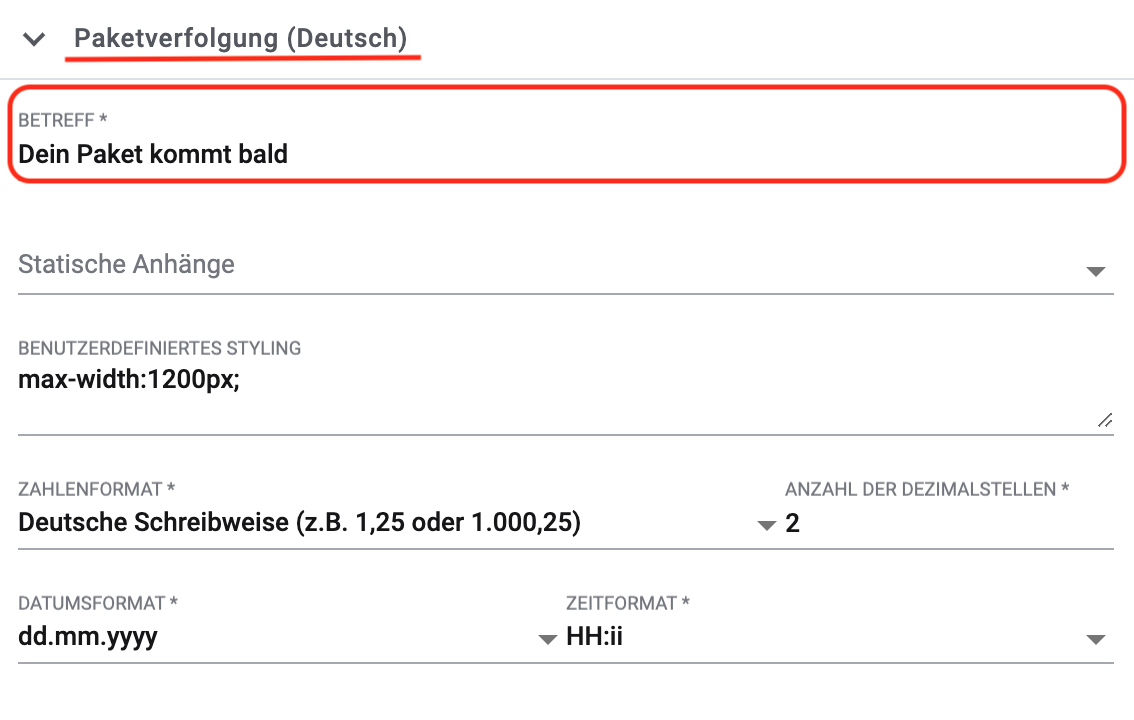 Paketverfolgung (Deutsch)
BETREFF *
Dein Paket kommt bald
Statische Anhänge
BENUTZERDEFINIERTES STYLING
max-width:1200px;
ZAHLENFORMAT * ANZAHL DER DEZIMALSTELLEN *
Deutsche Schreibweise (z.B. 1,25 oder 1.000,25) 2
DATUMSFORMAT * ZEITFORMAT *
dd.mm.yyyy HH:ii